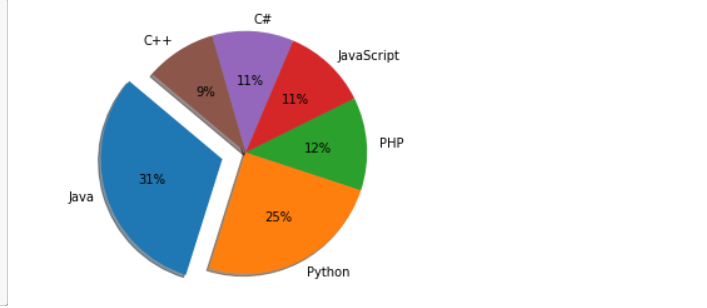 C#
C++
JavaScript
11%
9%
11%
PHP
12%
31%
Java
25%
Python